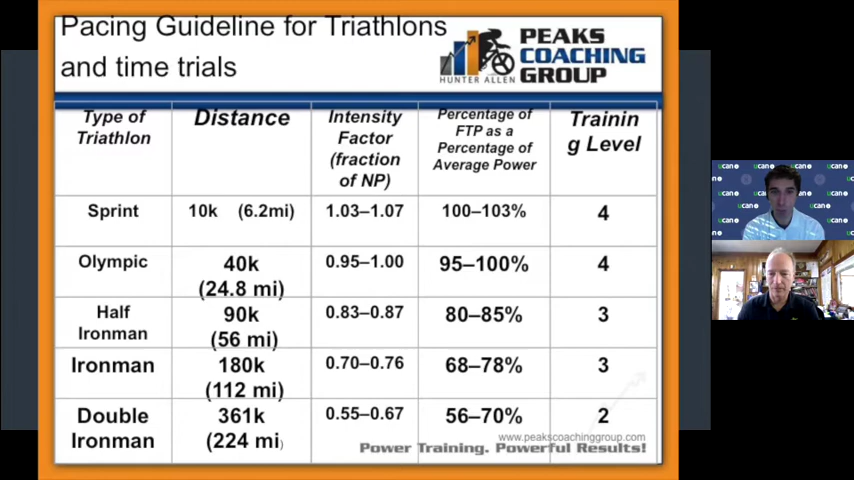 Pacing Guideline for Triathlons
and time trials
PEAKS
COACHING
GROUP
HUNTER ALLEN
Type of
Triathlon
Distance
Intensity
Factor
(fraction
of NP)
Percentage of
FTP as a
Percentage of
Average Power
Trainin
g Level
Sprint
10k (6.2mi)
1.03–1.07
100–103%
4
Olympic
40k
(24.8 mi)
0.95–1.00
95–100%
4
Half
Ironman
90k
(56 mi)
0.83–0.87
80–85%
3
Ironman
180k
(112 mi)
0.70–0.76
68–78%
3
Double
Ironman
361k
(224 mi)
0.55–0.67
56–70%
2
www.peakscoachinggroup.com
Power Training. Powerful Results!
ucan
ucan
ucan
ucan
ucan